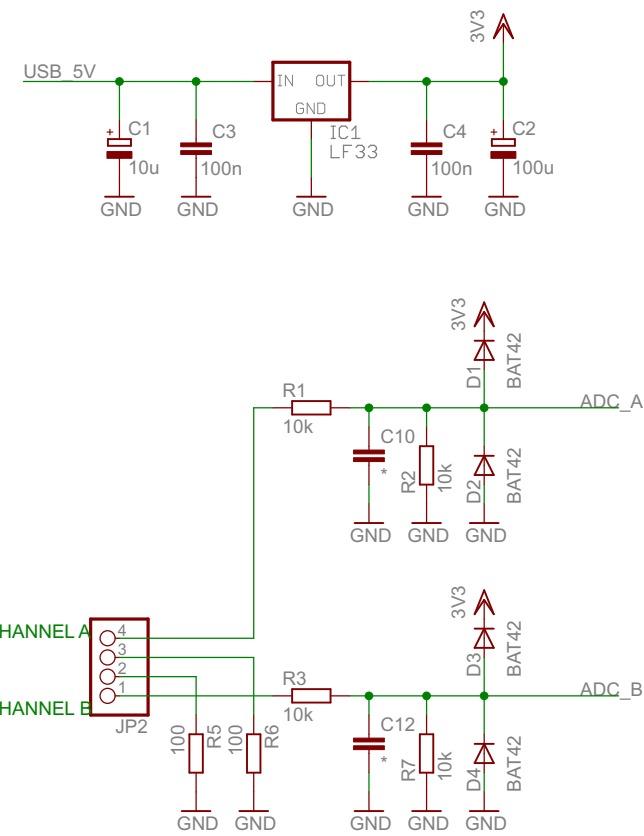 3V3
USB_5V
IN OUT
GND
+ C1
10u
C3
100n
IC1
LF33
C4
100n
+ C2
100u
GND
GND
GND
GND
GND
3V3
D1
BAT42
R1
10k
ADC_A
C10
*
R2
10k
D2
BAT42
GND
GND
GND
3V3
D3
BAT42
HANNEL A
4
3
2
1
HANNEL B
JP2
R3
10k
ADC_B
100
R5
100
R6
C12
*
R7
10k
D4
BAT42
GND
GND
GND
GND
GND